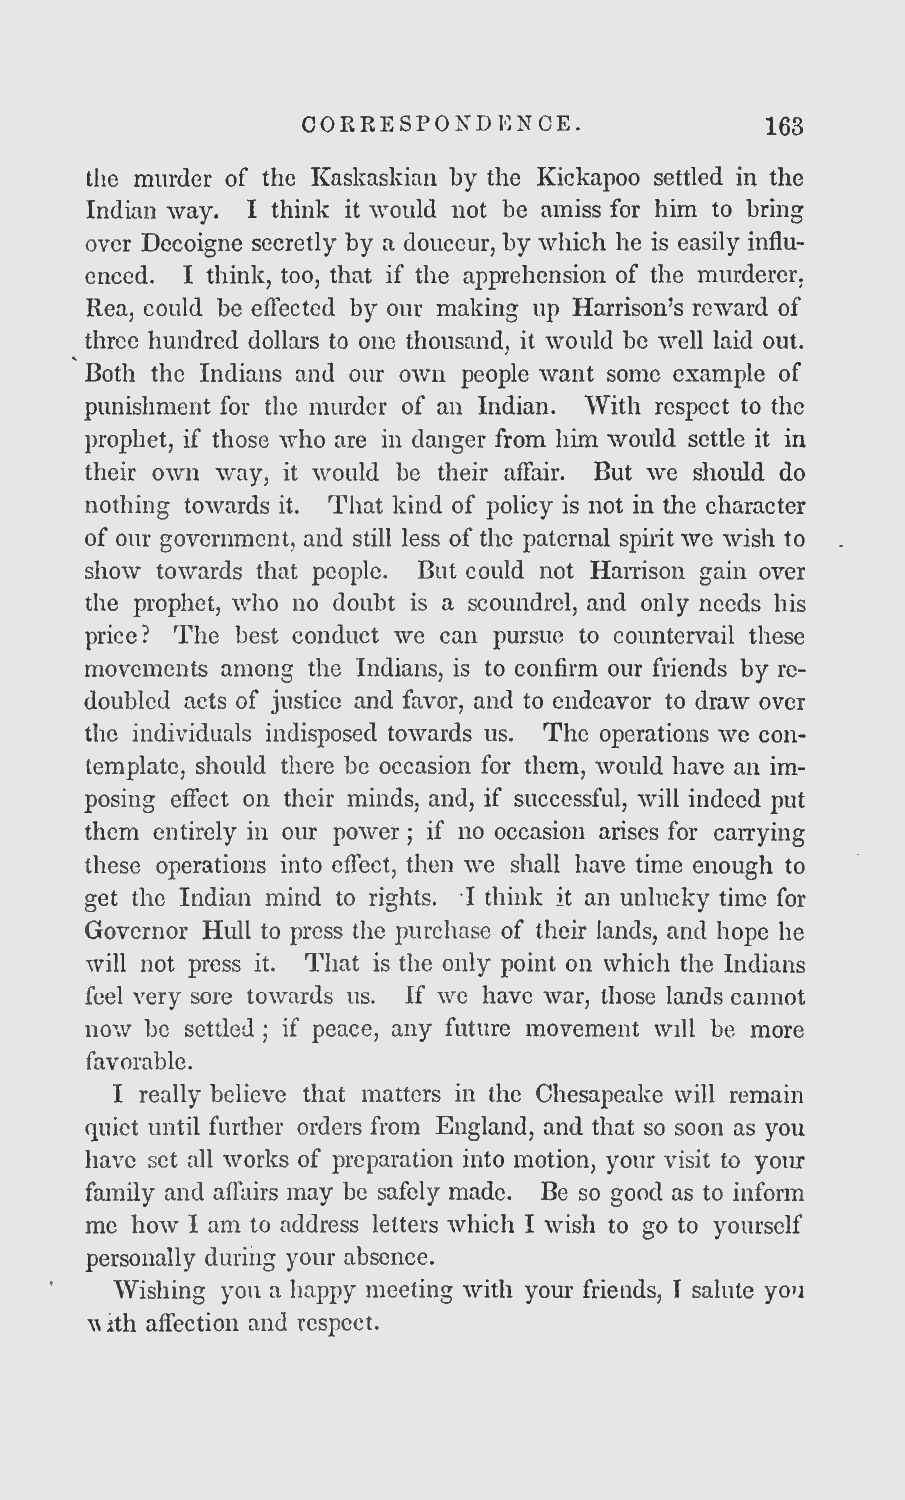 CORRESPONDENCE. 163
the murder of the Kaskaskian by the Kickapoo settled in the
Indian way. I think it would not be amiss for him to bring
over Decoigne secretly by a douceur, by which he is easily influ-
enced. I think, too, that if the apprehension of the murderer,
Rea, could be effected by our making up Harrison's reward of
three hundred dollars to one thousand, it would be well laid out.
Both the Indians and our own people want some example of
punishment for the murder of an Indian. With respect to the
prophet, if those who are in danger from him would settle it in
their own way, it would be their affair. But we should do
nothing towards it. That kind of policy is not in the character
of our government, and still less of the paternal spirit we wish to
show towards that people. But could not Harrison gain over
the prophet, who no doubt is a scoundrel, and only needs his
price? The best conduct we can pursue to countervail these
movements among the Indians, is to confirm our friends by re-
doubled acts of justice and favor, and to endeavor to draw over
the individuals indisposed towards us. The operations we con-
template, should there be occasion for them, would have an im-
posing effect on their minds, and, if successful, will indeed put
them entirely in our power; if no occasion arises for carrying
these operations into effect, then we shall have time enough to
get the Indian mind to rights. I think it an unlucky time for
Governor Hull to press the purchase of their lands, and hope he
will not press it. That is the only point on which the Indians
feel very sore towards us. If we have war, those lands cannot
now be settled; if peace, any future movement will be more
favorable.
I really believe that matters in the Chesapeake will remain
quiet until further orders from England, and that so soon as you
have set all works of preparation into motion, your visit to your
family and affairs may be safely made. Be so good as to inform
me how I am to address letters which I wish to go to yourself
personally during your absence.
Wishing you a happy meeting with your friends, I salute you
with affection and respect.